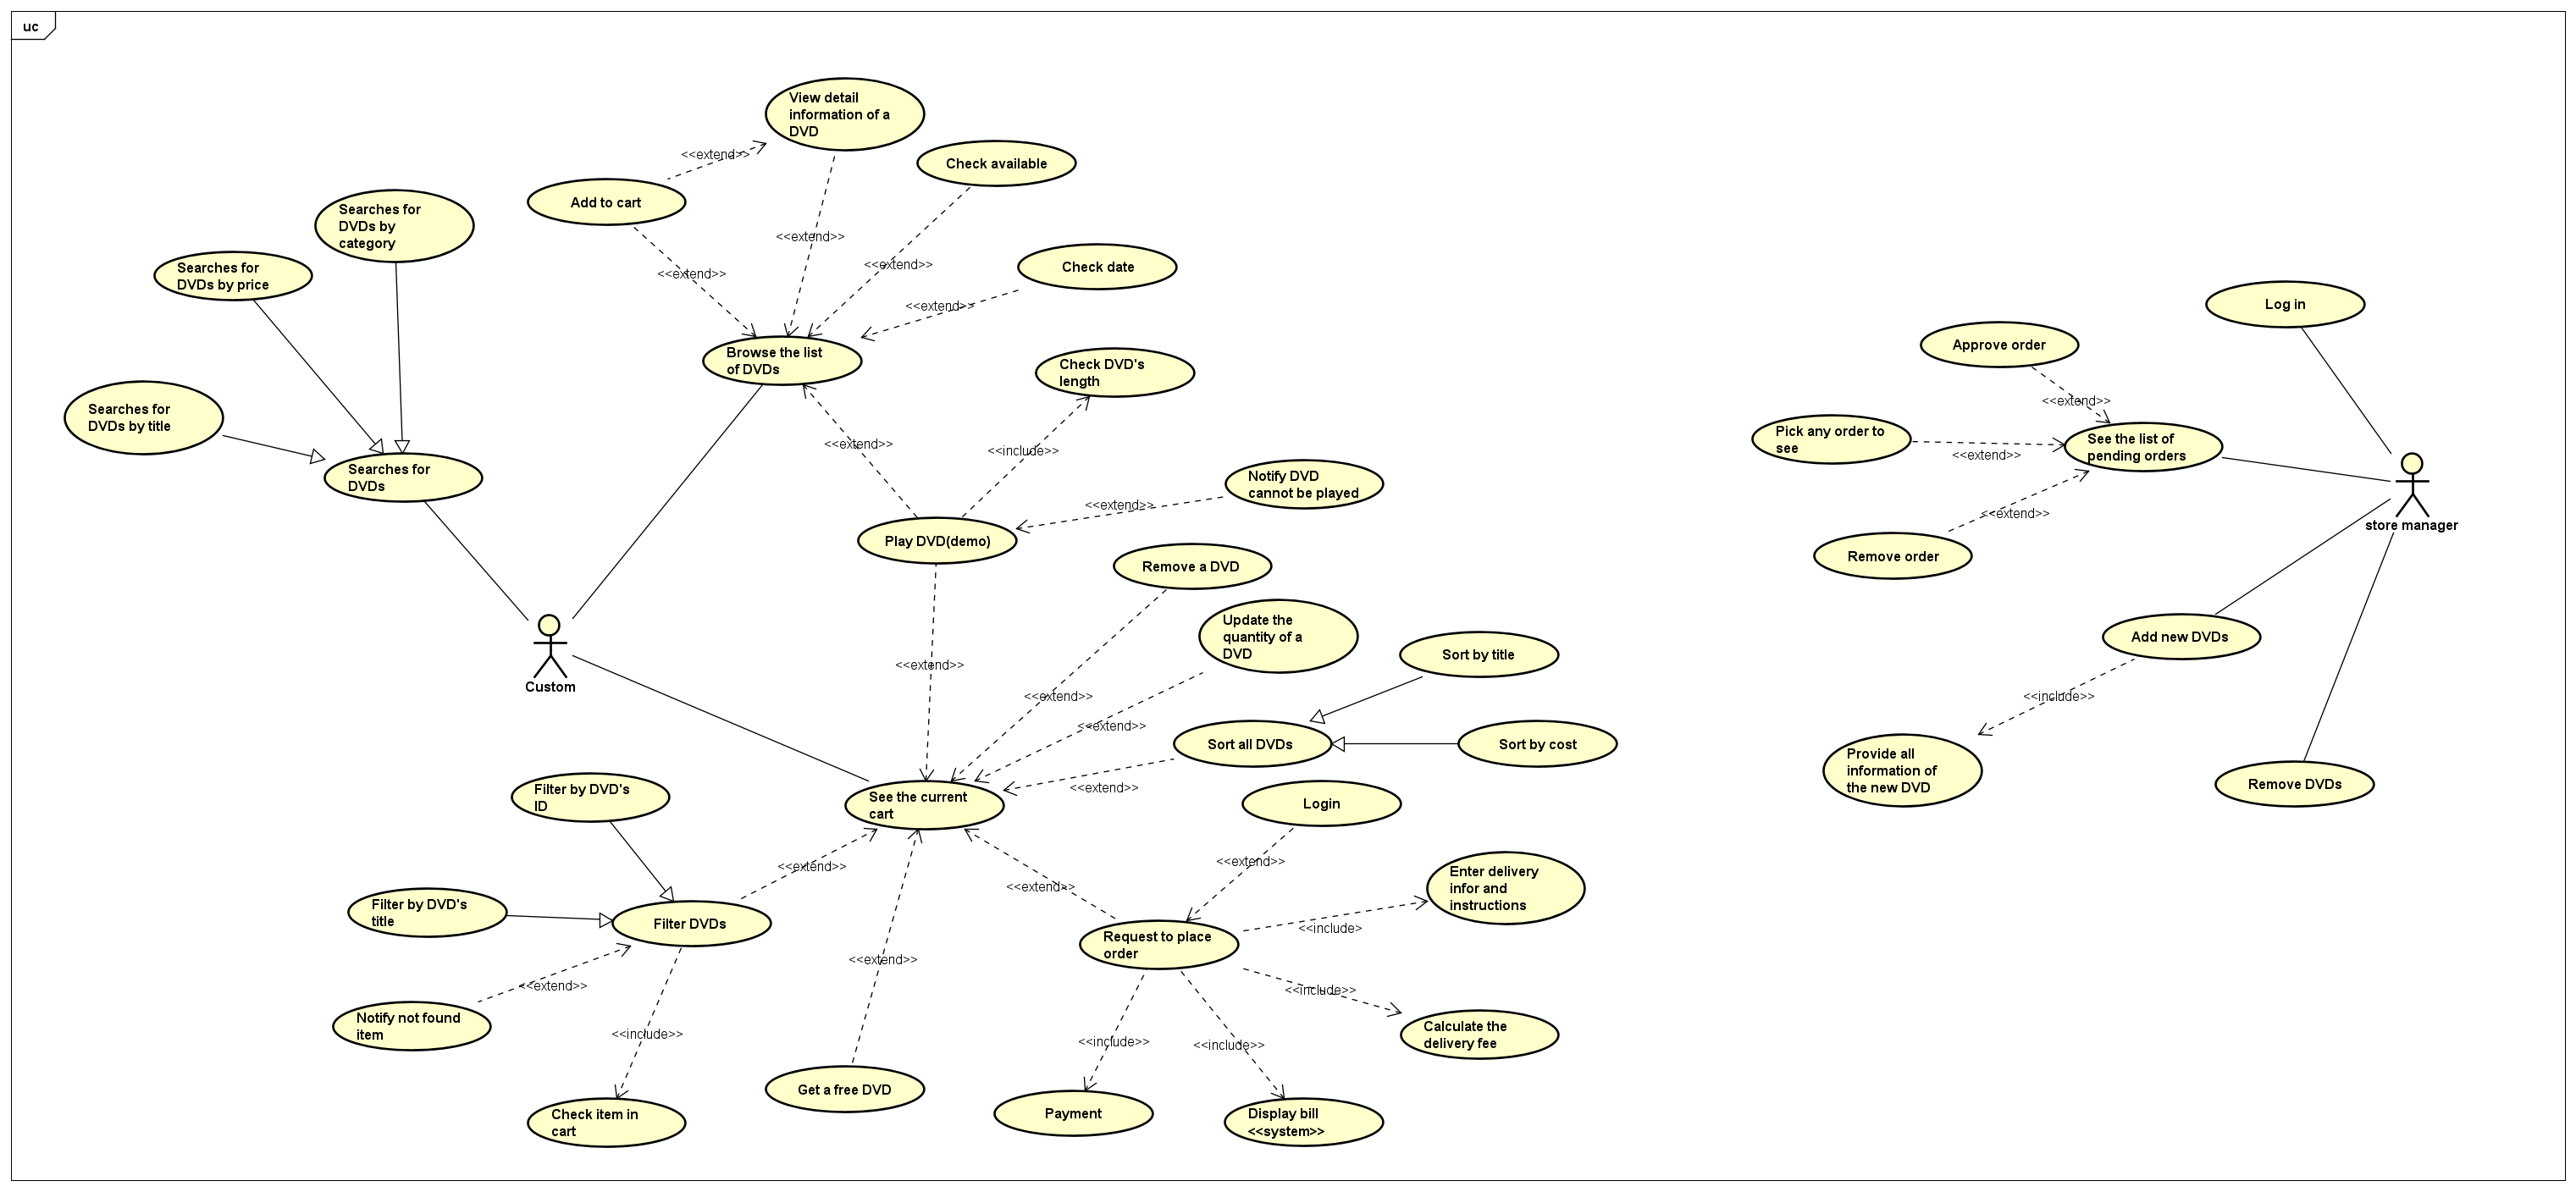 uc
View detail
information of a
DVD
<<extend>>
Check available
Add to cart
Searches for
DVDs by
category
<<extend>>
<<extend>>
<<extend>>
Check date
Searches for
DVDs by price
<<extend>>
Browse the list
of DVDs
Check DVD's
length
Searches for
DVDs by title
Searches for
DVDs
<<extend>>
<<include>>
Notify DVD
cannot be played
<<extend>>
Play DVD(demo)
Remove a DVD
Custom
Update the
quantity of a
DVD
<<extend>>
<<extend>>
<<extend>>
Sort by title
Sort all DVDs
Sort by cost
<<extend>>
See the current
cart
Filter by DVD's
ID
Login
<<extend>>
<<extend>>
<<extend>>
Enter delivery
infor and
instructions
Filter by DVD's
title
Filter DVDs
Request to place
order
<<include>
<<extend>>
<<extend>>
<<include>>
Notify not found
item
<<include>>
<<include>>
<<include>>
Calculate the
delivery fee
Get a free DVD
Check item in
cart
Payment
Display bill
<<system>>
Log in
Approve order
<<extend>>
Pick any order to
see
<<extend>>
See the list of
pending orders
<<extend>>
Remove order
store manager
Add new DVDs
<<include>>
Provide all
information of
the new DVD
Remove DVDs